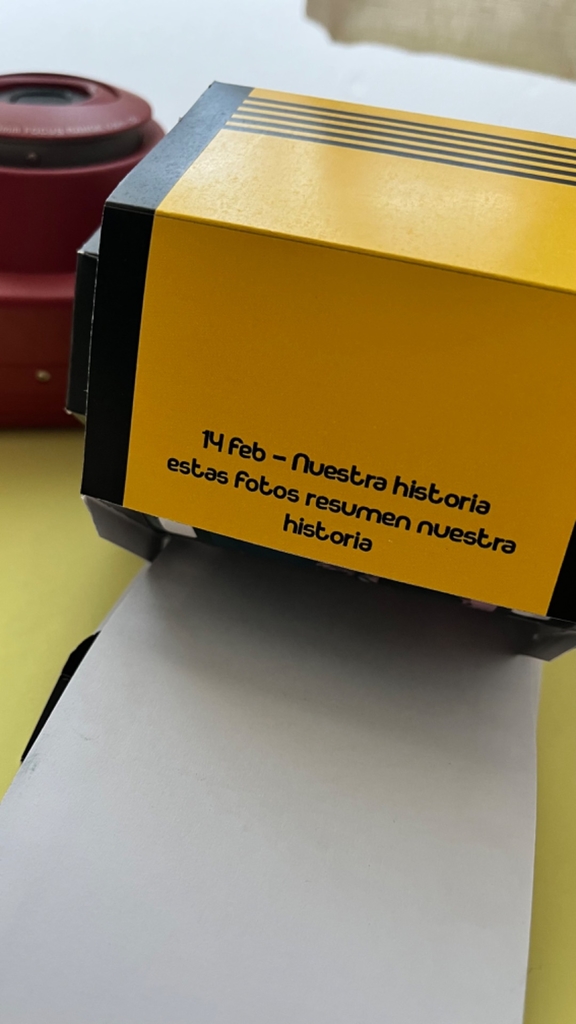 14 Feb - Nuestra historia
estas fotos resumen nuestra
historia